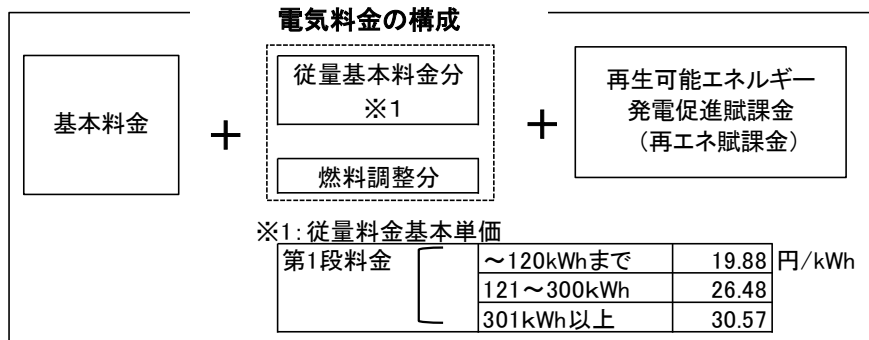 電気料金の構成
基本料金
+
従量基本料金分
※1
燃料調整分
+
再生可能エネルギー
発電促進賦課金
（再エネ賦課金）
※1:従量料金基本単価
第1段料金 ～120kWhまで 19.88 円/kWh
121～300kWh 26.48
301kWh以上 30.57